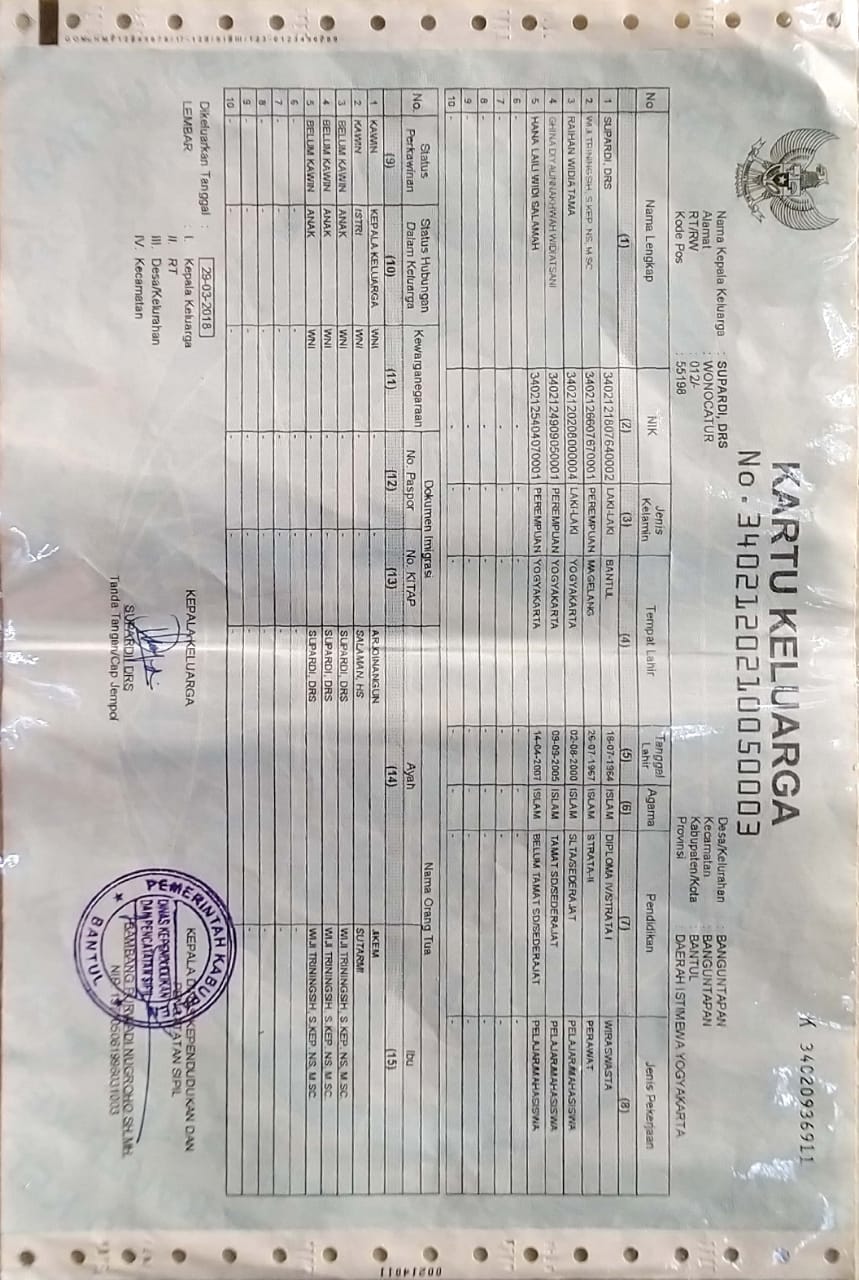 K 34020936911
KARTU KELUARGA
No. 3402120210050003
Nama Kepala Keluarga : SUPARDI, DRS
Alamat : WONOCATUR
RT/RW : 012/-
Kode Pos : 55198
Desa/Kelurahan : BANGUNTAPAN
Kecamatan : BANGUNTAPAN
Kabupaten/Kota : BANTUL
Provinsi : DAERAH ISTIMEWA YOGYAKARTA
No Nama Lengkap NIK Jenis Kelamin Tempat Lahir Tanggal Lahir Agama Pendidikan Jenis Pekerjaan
(1) (2) (3) (4) (5) (6) (7) (8)
1 SUPARDI, DRS 3402121807640002 LAKI-LAKI BANTUL 18-07-1964 ISLAM DIPLOMA IV/STRATA I WIRASWASTA
2 WIJI TRININGSIH, S.KEP. NS, M.SC 3402126607670001 PEREMPUAN MAGELANG 26-07-1967 ISLAM STRATA-II PERAWAT
3 RAIHAN WIDIATAMA 3402120208000004 LAKI-LAKI YOGYAKARTA 02-08-2000 ISLAM SLTA/SEDERAJAT PELAJAR/MAHASISWA
4 GHINA DIYAUNNAKHWAH WIDIATSANI 3402124909050001 PEREMPUAN YOGYAKARTA 09-09-2005 ISLAM TAMAT SD/SEDERAJAT PELAJAR/MAHASISWA
5 HANA LAILI WIDI SALAMAH 3402125404070001 PEREMPUAN YOGYAKARTA 14-04-2007 ISLAM BELUM TAMAT SD/SEDERAJAT PELAJAR/MAHASISWA
6 - - - - - - - -
7 - - - - - - - -
8 - - - - - - - -
9 - - - - - - - -
10 - - - - - - - -
No. Status Perkawinan Status Hubungan Dalam Keluarga Kewarganegaraan Dokumen Imigrasi Nama Orang Tua
No. Paspor No. KITAP Ayah Ibu
(9) (10) (11) (12) (13) (14) (15)
1 KAWIN KEPALA KELUARGA WNI - - ARJOINANGUN JIKEM
2 KAWIN ISTRI WNI - - SALAMAN, HS SUTARMI
3 BELUM KAWIN ANAK WNI - - SUPARDI, DRS WIJI TRININGSIH, S.KEP. NS, M.SC.
4 BELUM KAWIN ANAK WNI - - SUPARDI, DRS WIJI TRININGSIH, S.KEP. NS, M.SC.
5 BELUM KAWIN ANAK WNI - - SUPARDI, DRS WIJI TRININGSIH, S.KEP. NS, M.SC.
6 - - - - - - -
7 - - - - - - -
8 - - - - - - -
9 - - - - - - -
10 - - - - - - -
Dikeluarkan Tanggal : 29-03-2018
LEMBAR : I. Kepala Keluarga
II. RT
III. Desa/Kelurahan
IV. Kecamatan
KEPALA KELUARGA
SUPARDI, DRS
Tanda Tangan/Cap Jempol
KEPALA DINAS KEPENDUDUKAN DAN
PENCATATAN SIPIL
BAMBANG PURWADI NUGROHO SH,MH.
PEMERINTAH KABUPATEN
DINAS KEPENDUDUKAN
DAN PENCATATAN SIPIL
BANTUL
00214011